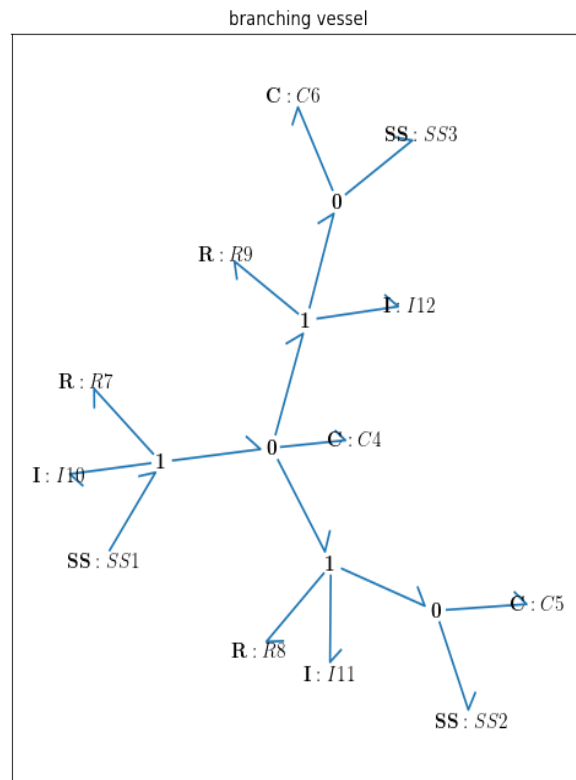 branching vessel
C : C6
SS : SS3
0
R : R9
I : I12
1
R : R7
0
C : C4
1
I : I10
SS : SS1
1
0
C : C5
R : R8
I : I11
SS : SS2